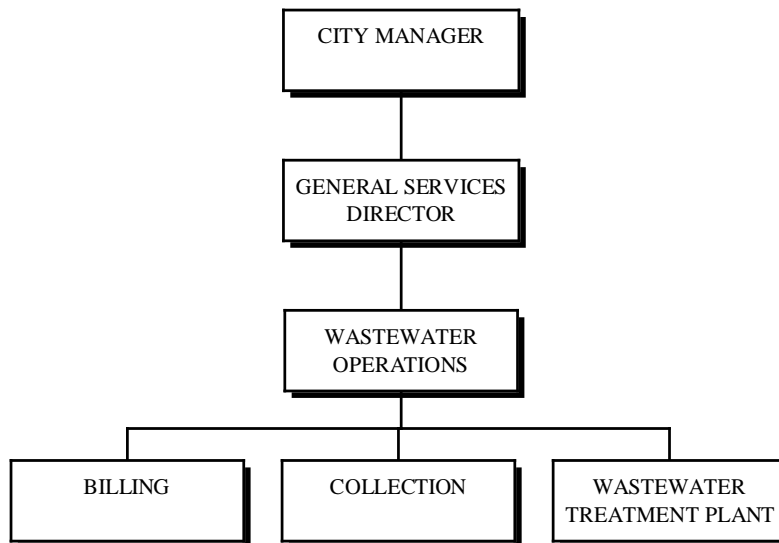 CITY MANAGER
GENERAL SERVICES
DIRECTOR
WASTEWATER
OPERATIONS
BILLING
COLLECTION
WASTEWATER
TREATMENT PLANT